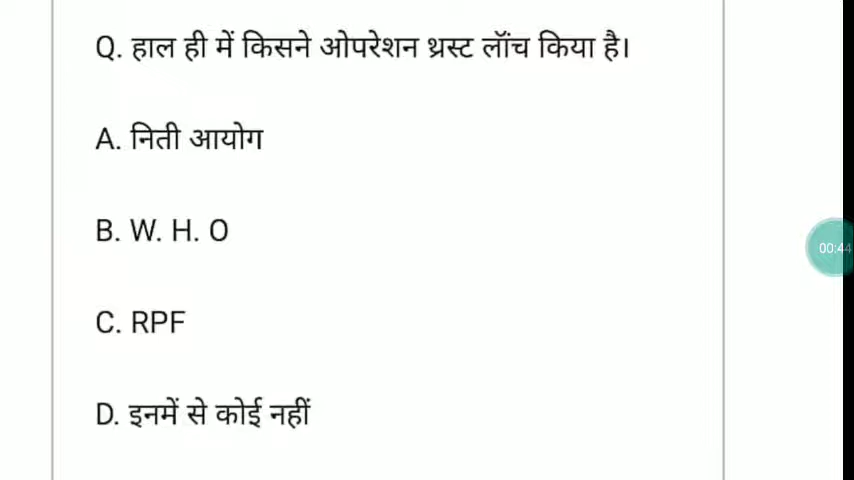 Q. हाल ही में किसने ओपरेशन थ्रस्ट लॉंच किया है।
A. निती आयोग
B. W. H. O
C. RPF
D. इनमें से कोई नहीं
00:44